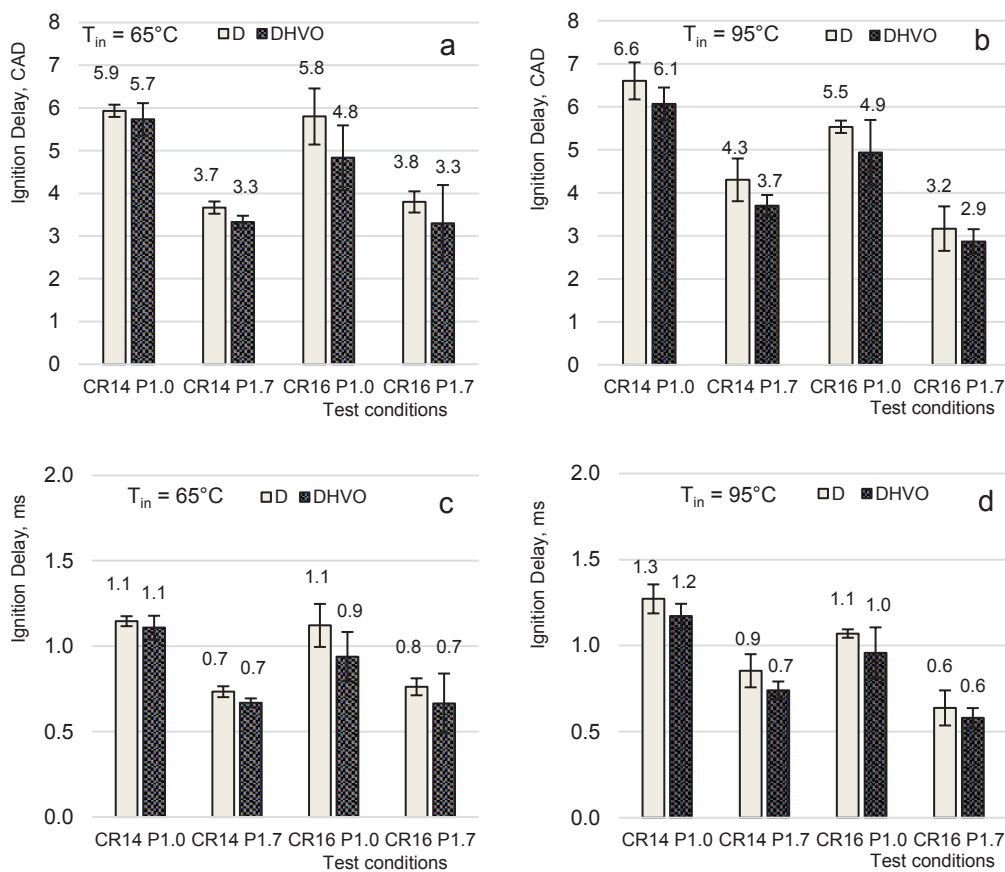 T_in = 65°C D DHVO a
Ignition Delay, CAD
8
7
6
5
4
3
2
1
0
5.9 5.7 3.7 3.3 5.8 4.8 3.8 3.3
CR14 P1.0 CR14 P1.7 CR16 P1.0 CR16 P1.7
Test conditions
T_in = 95°C D DHVO b
Ignition Delay, CAD
8
7
6
5
4
3
2
1
0
6.6 6.1 4.3 3.7 5.5 4.9 3.2 2.9
CR14 P1.0 CR14 P1.7 CR16 P1.0 CR16 P1.7
Test conditions
T_in = 65°C D DHVO c
Ignition Delay, ms
2.0
1.5
1.0
0.5
0.0
1.1 1.1 0.7 0.7 1.1 0.9 0.8 0.7
CR14 P1.0 CR14 P1.7 CR16 P1.0 CR16 P1.7
Test conditions
T_in = 95°C D DHVO d
Ignition Delay, ms
2.0
1.5
1.0
0.5
0.0
1.3 1.2 0.9 0.7 1.1 1.0 0.6 0.6
CR14 P1.0 CR14 P1.7 CR16 P1.0 CR16 P1.7
Test conditions